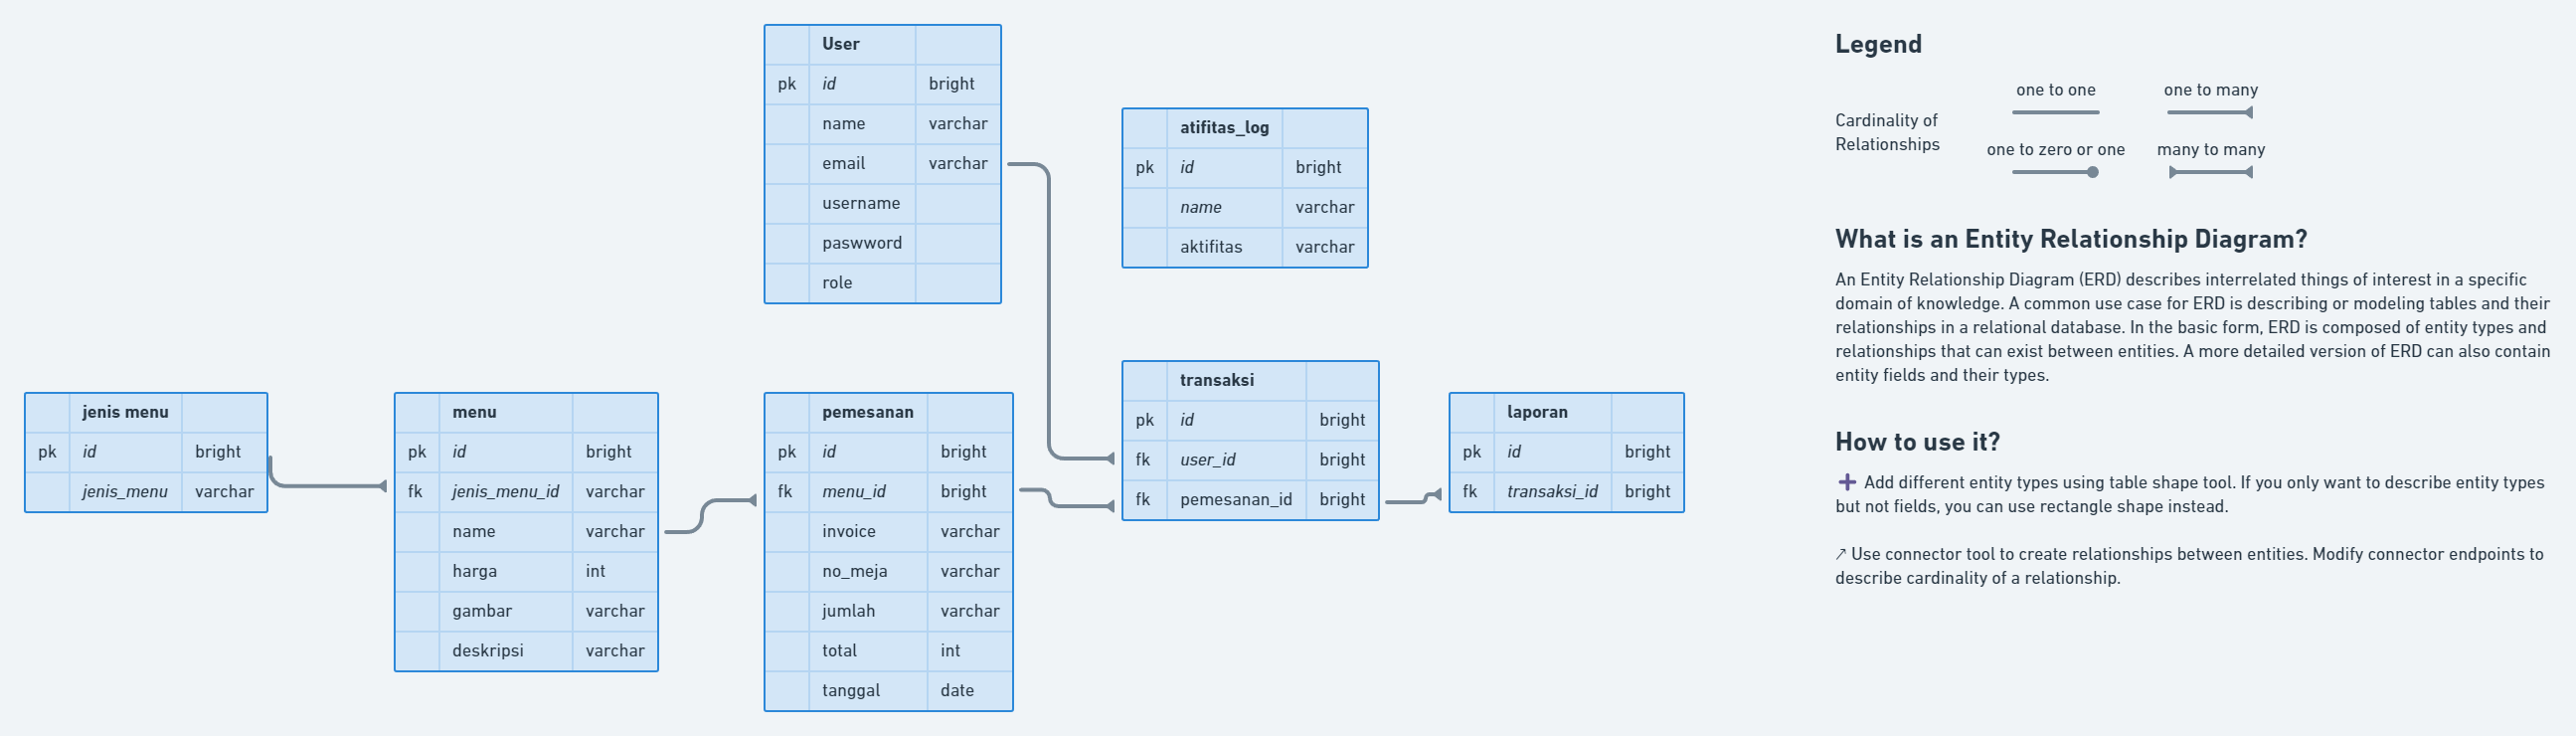 User
pk id bright
name varchar
email varchar
username
paswword
role
atifitas_log
pk id bright
name varchar
aktifitas varchar
jenis menu
pk id bright
jenis_menu varchar
menu
pk id bright
fk jenis_menu_id varchar
name varchar
harga int
gambar varchar
deskripsi varchar
pemesanan
pk id bright
fk menu_id bright
invoice varchar
no_meja varchar
jumlah varchar
total int
tanggal date
transaksi
pk id bright
fk user_id bright
fk pemesanan_id bright
laporan
pk id bright
fk transaksi_id bright
Legend
Cardinality of
Relationships
one to one
one to many
one to zero or one
many to many
What is an Entity Relationship Diagram?
An Entity Relationship Diagram (ERD) describes interrelated things of interest in a specific
domain of knowledge. A common use case for ERD is describing or modeling tables and their
relationships in a relational database. In the basic form, ERD is composed of entity types and
relationships that can exist between entities. A more detailed version of ERD can also contain
entity fields and their types.
How to use it?
➕ Add different entity types using table shape tool. If you only want to describe entity types
but not fields, you can use rectangle shape instead.
↗ Use connector tool to create relationships between entities. Modify connector endpoints to
describe cardinality of a relationship.